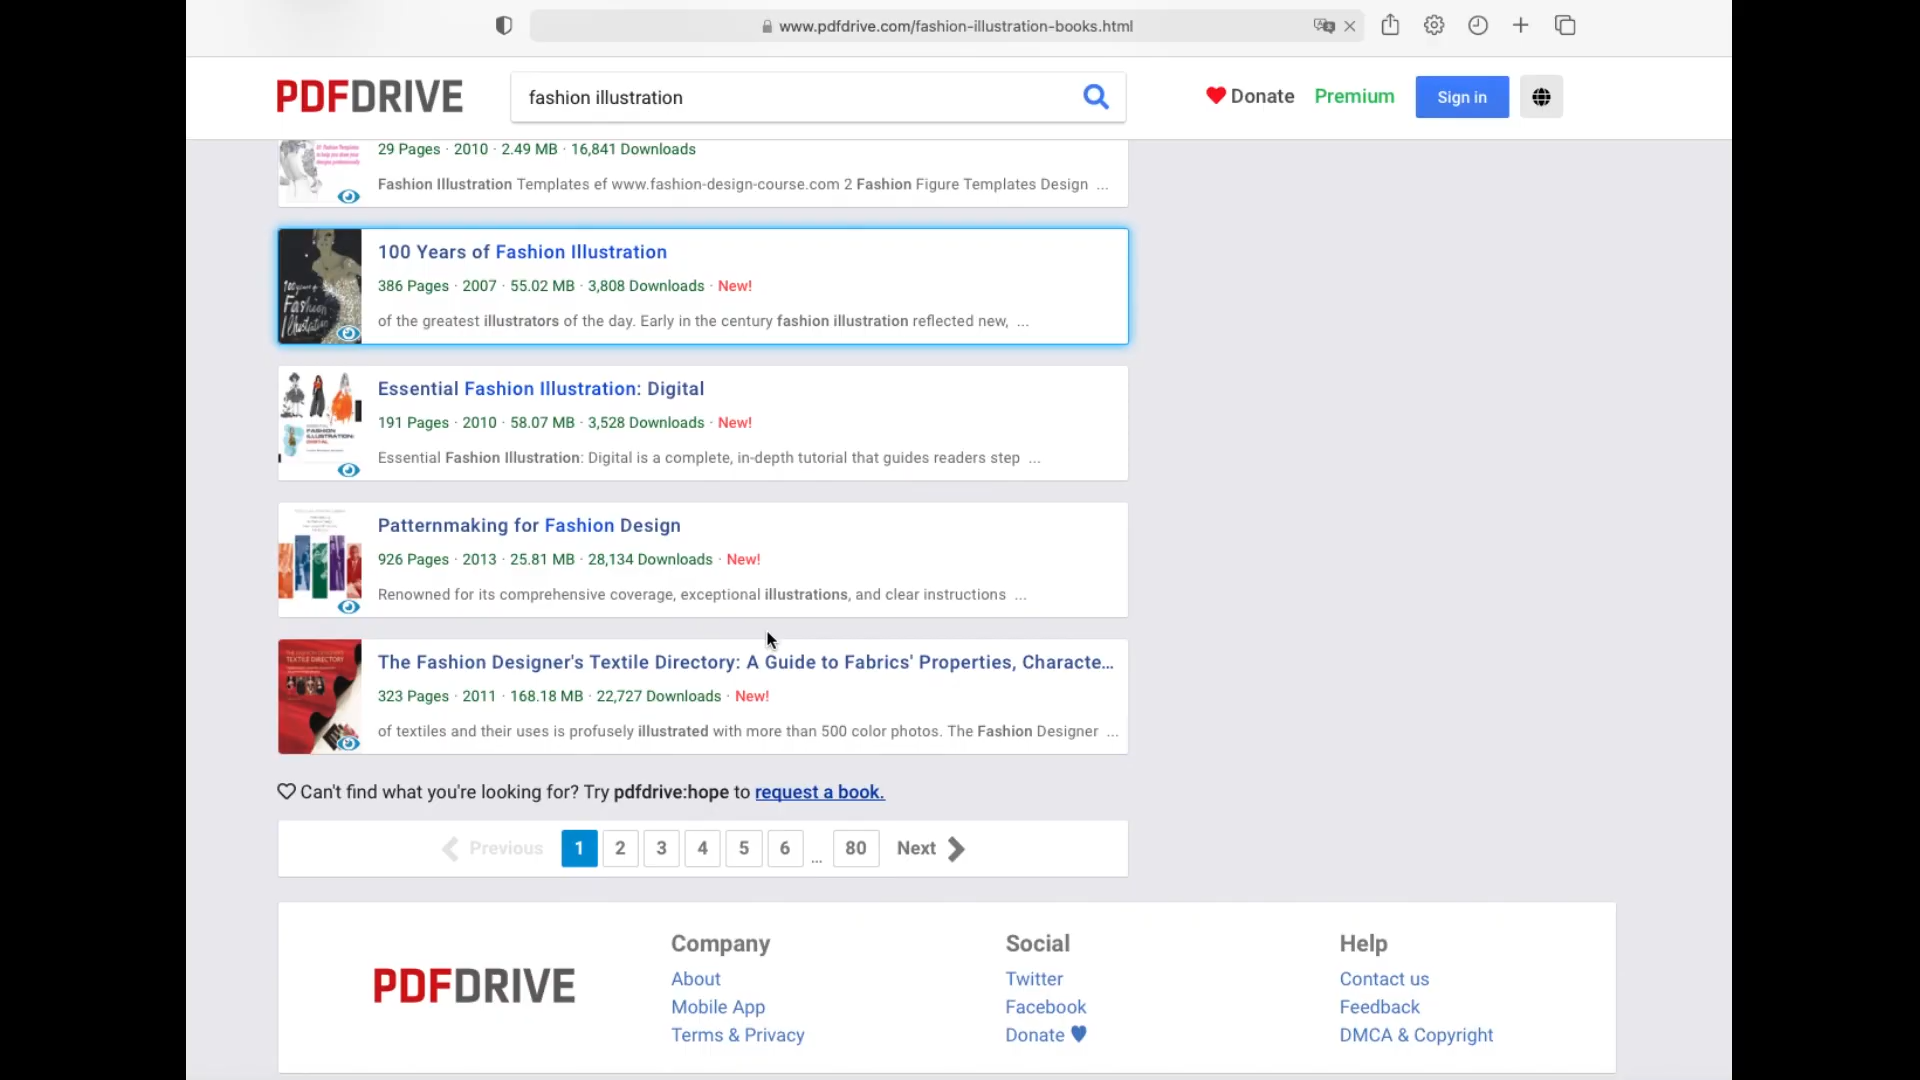 www.pdfdrive.com/fashion-illustration-books.html
PDFDRIVE
fashion illustration
Donate
Premium
Sign in
29 Pages · 2010 · 2.49 MB · 16,841 Downloads
Fashion Illustration Templates ef www.fashion-design-course.com 2 Fashion Figure Templates Design ...
100 Years of Fashion Illustration
386 Pages · 2007 · 55.02 MB · 3,808 Downloads · New!
of the greatest illustrators of the day. Early in the century fashion illustration reflected new, ...
Essential Fashion Illustration: Digital
191 Pages · 2010 · 58.07 MB · 3,528 Downloads · New!
Essential Fashion Illustration: Digital is a complete, in-depth tutorial that guides readers step ...
Patternmaking for Fashion Design
926 Pages · 2013 · 25.81 MB · 28,134 Downloads · New!
Renowned for its comprehensive coverage, exceptional illustrations, and clear instructions ...
The Fashion Designer's Textile Directory: A Guide to Fabrics' Properties, Characte...
323 Pages · 2011 · 168.18 MB · 22,727 Downloads · New!
of textiles and their uses is profusely illustrated with more than 500 color photos. The Fashion Designer ...
Can't find what you're looking for? Try pdfdrive:hope to request a book.
Previous 1 2 3 4 5 6 ... 80 Next
PDFDRIVE
Company
About
Mobile App
Terms & Privacy
Social
Twitter
Facebook
Donate
Help
Contact us
Feedback
DMCA & Copyright